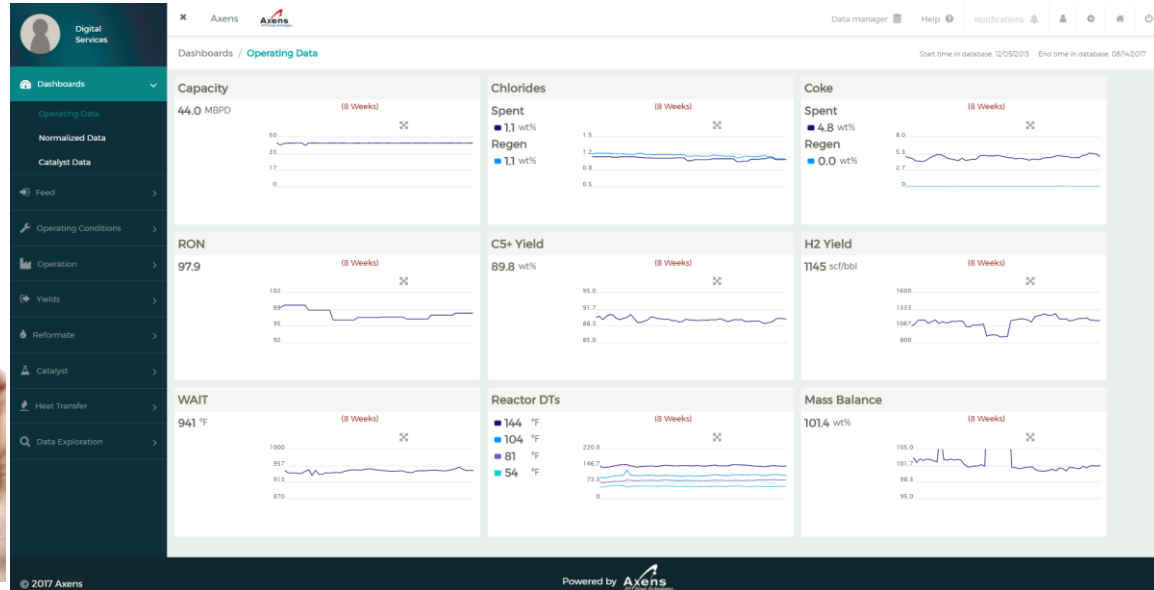 Digital
Services
Dashboards
Operating Data
Normalized Data
Catalyst Data
Feed
Operating Conditions
Operation
Yields
Reformate
Catalyst
Heat Transfer
Data Exploration
© 2017 Axens
× Axens Axens
Data manager Help Notifications
Dashboards / Operating Data
Start time in database: 12/05/2013 End time in database: 08/14/2017
Capacity
44.0 MBPD
(8 Weeks)
50
33
17
0
Chlorides
Spent
1.1 wt%
Regen
1.1 wt%
(8 Weeks)
1.5
1.2
0.8
0.5
Coke
Spent
4.8 wt%
Regen
0.0 wt%
(8 Weeks)
8.0
5.3
2.7
0
RON
97.9
(8 Weeks)
102
99
95
92
C5+ Yield
89.8 wt%
(8 Weeks)
95.0
91.7
88.3
85.0
H2 Yield
1145 scf/bbl
(8 Weeks)
1600
1333
1067
800
WAIT
941 °F
(8 Weeks)
1000
957
913
870
Reactor DTs
144 °F
104 °F
81 °F
54 °F
(8 Weeks)
220.0
146.7
73.3
0
Mass Balance
101.4 wt%
(8 Weeks)
105.0
101.7
98.3
95.0
Powered by Axens